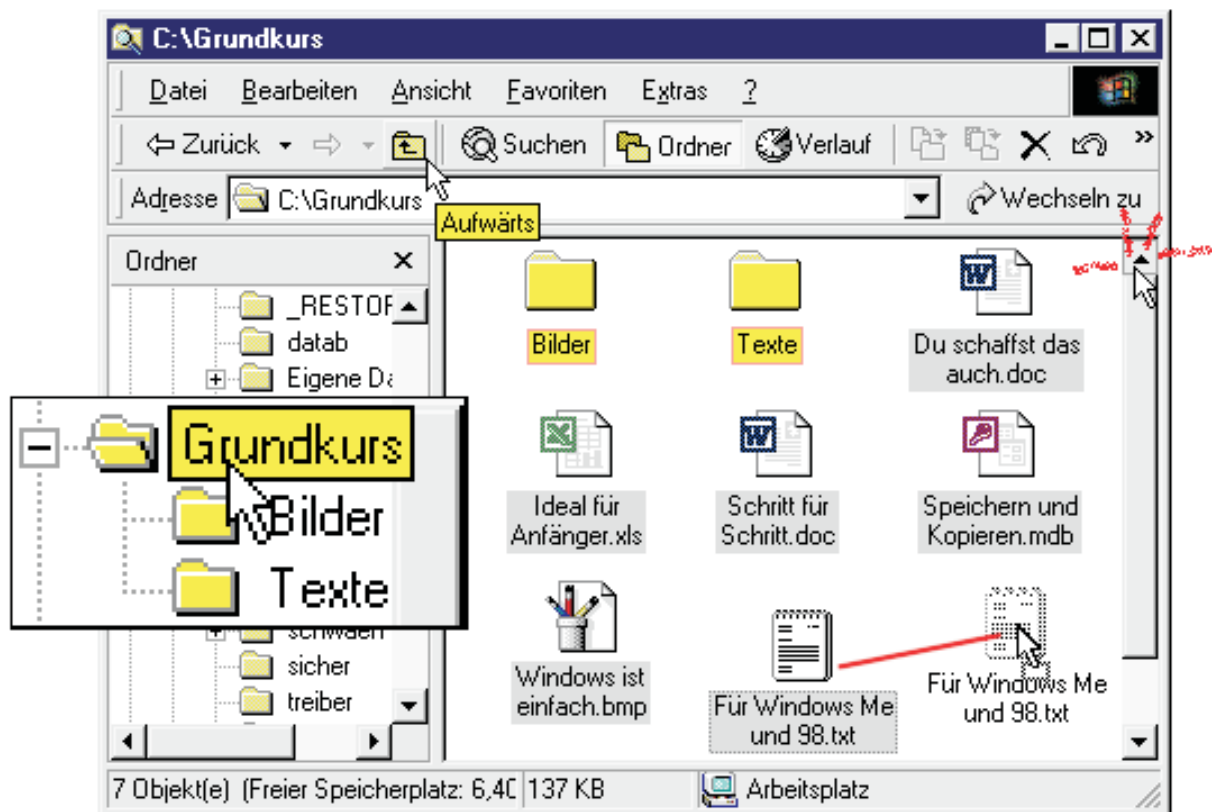 C:\Grundkurs
Datei Bearbeiten Ansicht Favoriten Extras ?
Zurück Suchen Ordner Verlauf »
Adresse C:\Grundkurs Wechseln zu
Aufwärts
Ordner
_RESTOR
datab
Eigene Da
Grundkurs
Bilder
Texte
sicher
treiber
Bilder
Texte
Du schaffst das
auch.doc
Ideal für
Anfänger.xls
Schritt für
Schritt.doc
Speichern und
Kopieren.mdb
Windows ist
einfach.bmp
Für Windows Me
und 98.txt
Für Windows Me
und 98.txt
7 Objekt(e) (Freier Speicherplatz: 6,4 137 KB Arbeitsplatz